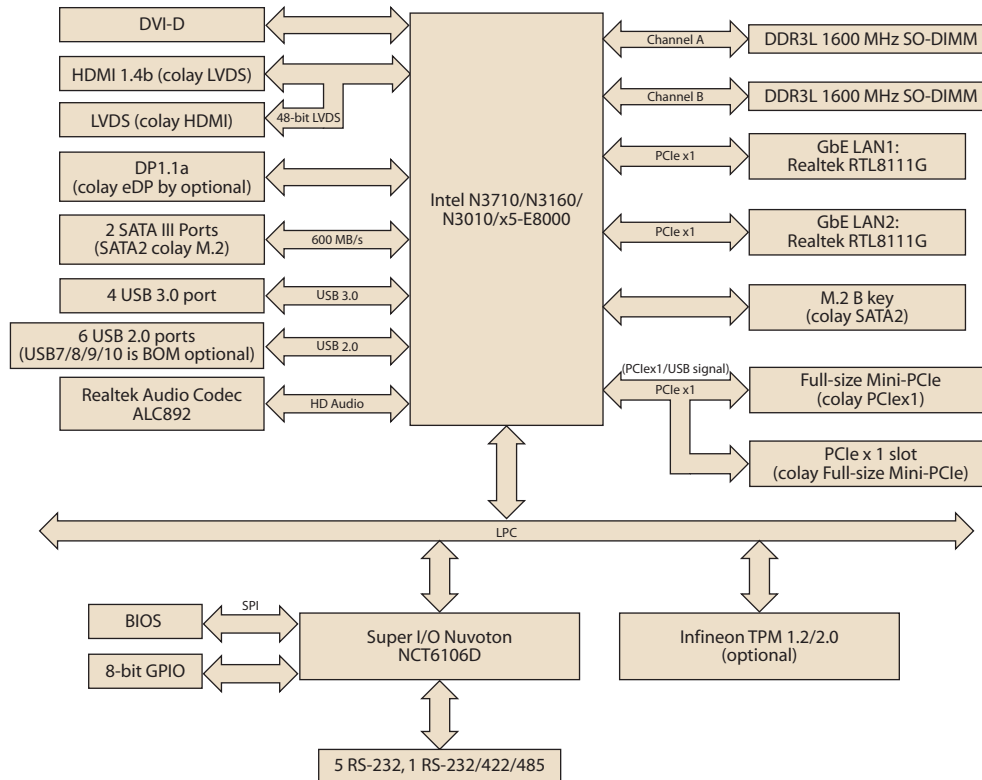 DVI-D
HDMI 1.4b (colay LVDS)
48-bit LVDS
LVDS (colay HDMI)
DP1.1a
(colay eDP by optional)
2 SATA III Ports
(SATA2 colay M.2)
600 MB/s
4 USB 3.0 port
USB 3.0
6 USB 2.0 ports
(USB7/8/9/10 is BOM optional)
USB 2.0
Realtek Audio Codec
ALC892
HD Audio
Intel N3710/N3160/
N3010/x5-E8000
Channel A
DDR3L 1600 MHz SO-DIMM
Channel B
DDR3L 1600 MHz SO-DIMM
PCIe x1
GbE LAN1:
Realtek RTL8111G
PCIe x1
GbE LAN2:
Realtek RTL8111G
M.2 B key
(colay SATA2)
(PCIex1/USB signal)
PCIe x1
Full-size Mini-PCIe
(colay PCIex1)
PCIe x 1 slot
(colay Full-size Mini-PCIe)
LPC
BIOS
SPI
8-bit GPIO
Super I/O Nuvoton
NCT6106D
Infineon TPM 1.2/2.0
(optional)
5 RS-232, 1 RS-232/422/485